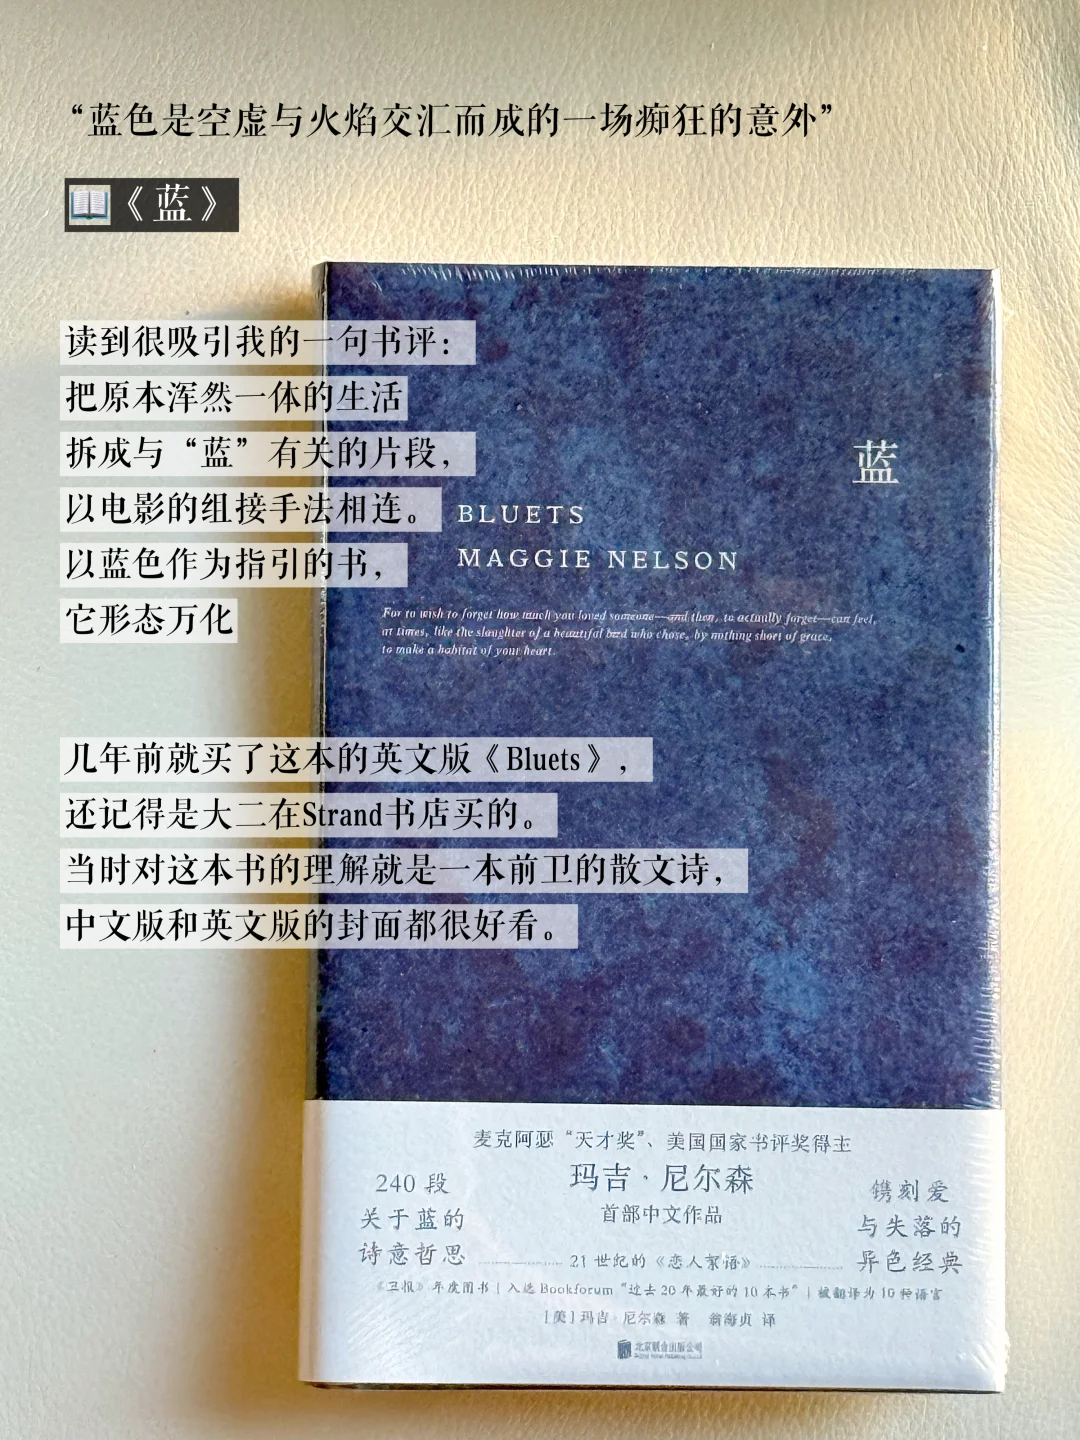 “蓝色是空虚与火焰交汇而成的一场痴狂的意外”
《蓝》
读到很吸引我的一句书评：
把原本浑然一体的生活
拆成与“蓝”有关的片段，
以电影的组接手法相连。
以蓝色作为指引的书，
它形态万化
蓝
BLUETS
MAGGIE NELSON
For to wish to forget how much you loved someone—and then, to actually forget—can feel,
at times, like the slaughter of a beautiful bird who chose, by nothing short of grace,
to make a habitat of your heart.
几年前就买了这本的英文版《Bluets》，
还记得是大二在Strand书店买的。
当时对这本书的理解就是一本前卫的散文诗，
中文版和英文版的封面都很好看。
麦克阿瑟“天才奖”、美国国家书评奖得主
玛吉·尼尔森
首部中文作品
240 段
关于蓝的
诗意哲思
镌刻爱
与失落的
异色经典
21 世纪的《恋人絮语》
《卫报》年度图书 | 入选 Bookforum “过去 20 年最好的 10 本书” | 被翻译为 10 种语言
[美] 玛吉·尼尔森 著 翁海贞 译
北京联合出版公司